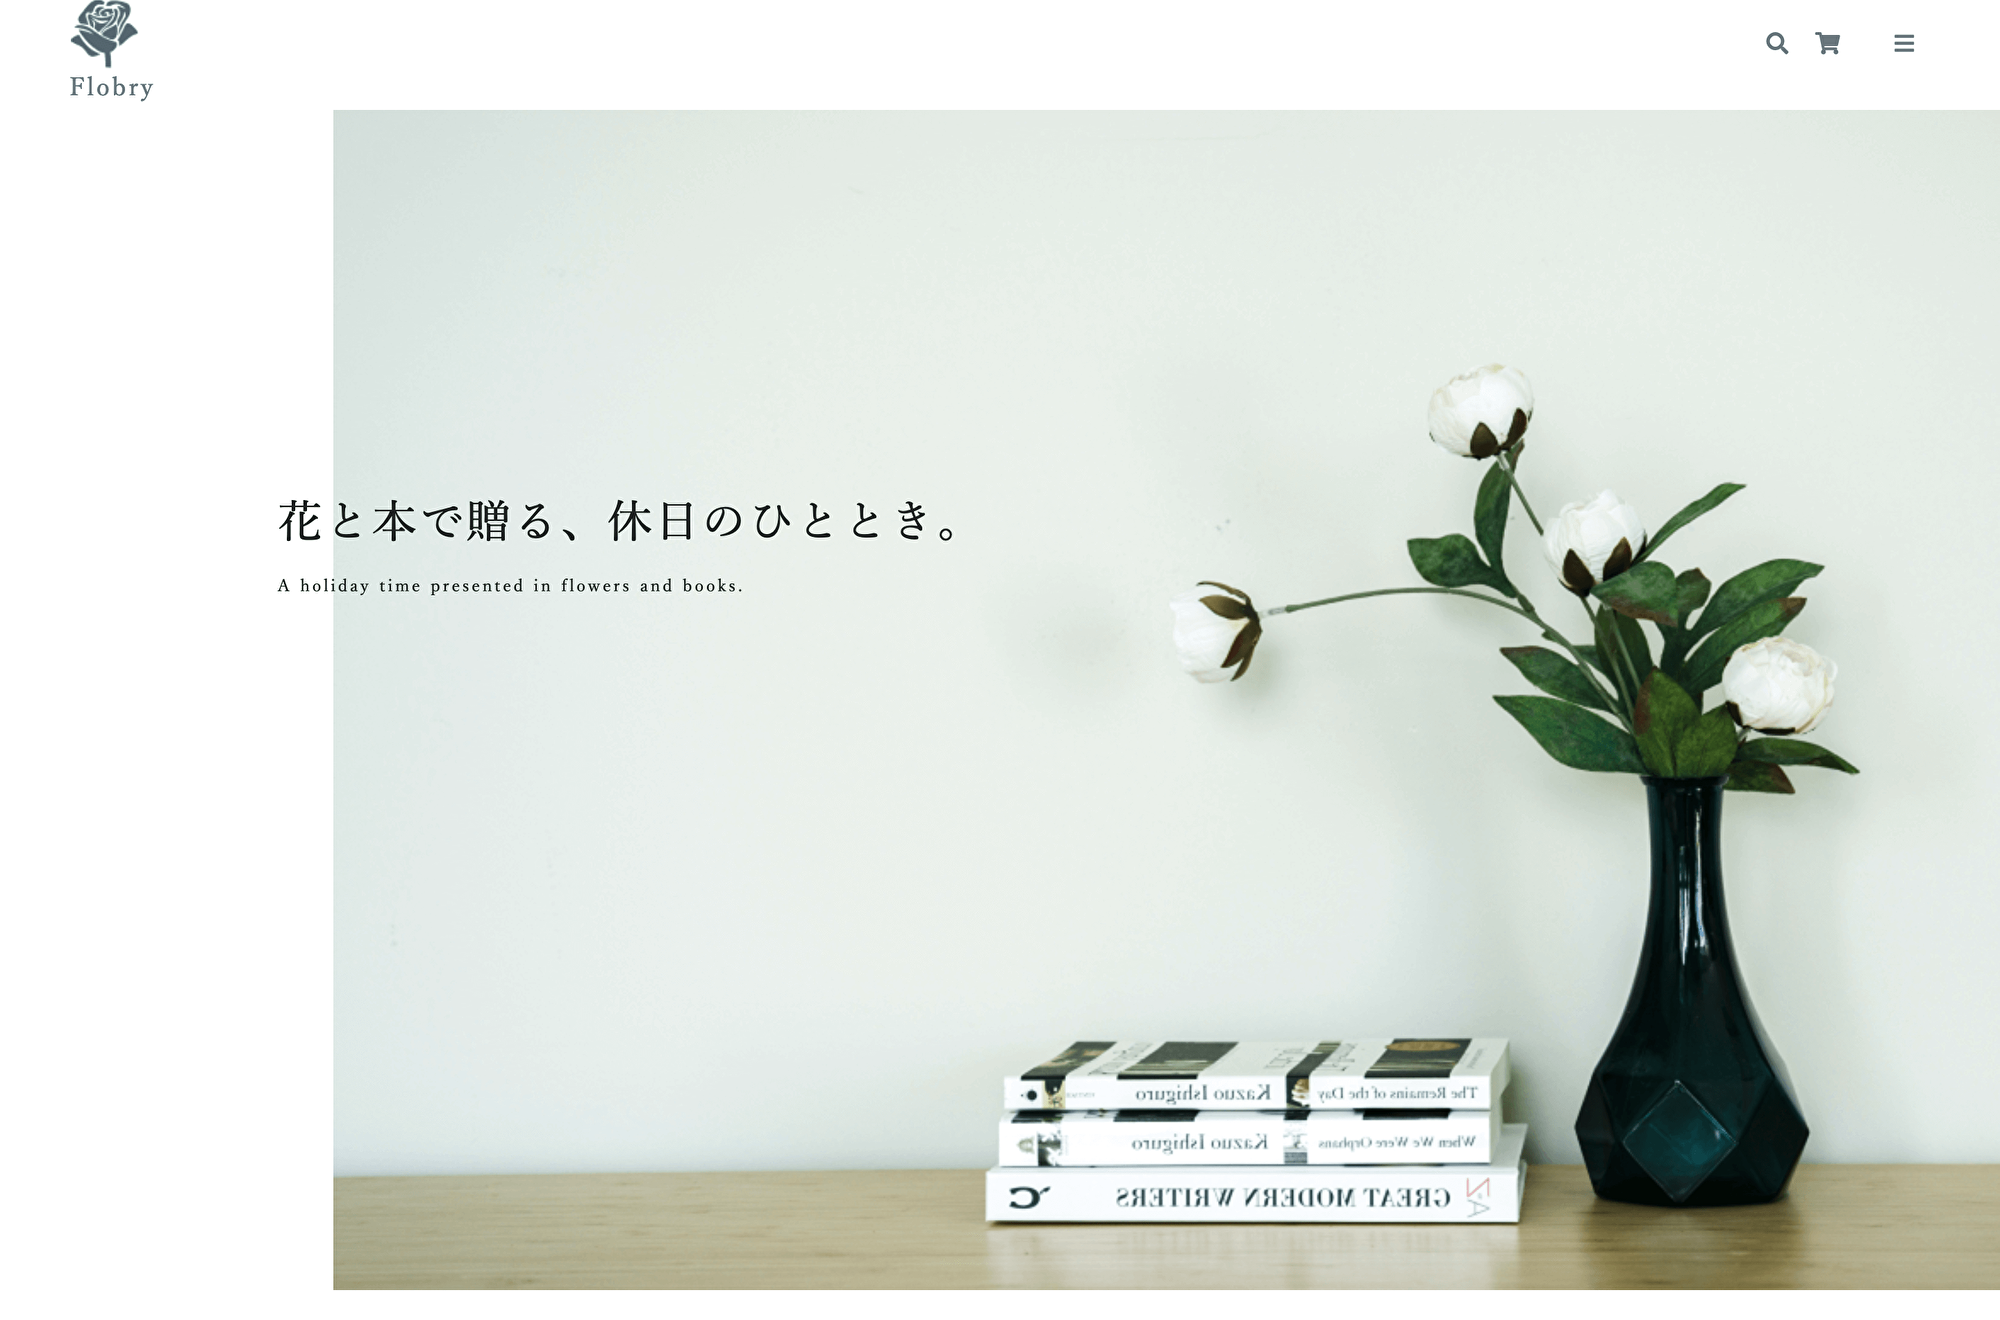 Flobry
花と本で贈る、休日のひととき。
A holiday time presented in flowers and books.
The Remains of the Day Kazuo Ishiguro
When We Were Orphans Kazuo Ishiguro
GREAT MODERN WRITERS